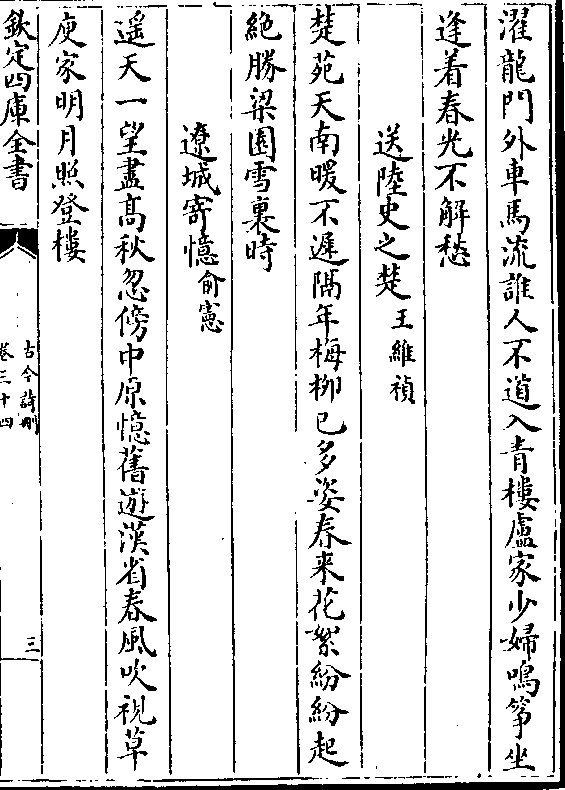 濯龍門外車馬流誰人不道入青樓盧家少婦鳴箏坐
逢着春光不解愁
送陸史之楚 王維禎
楚苑天南暖不遲隔年梅柳已多姿春来花絮紛紛起
絶勝梁園雪裏時
遼城寄憶 俞憲
遥天一望盡高秋忽傍中原憶舊遊漢省春風吹視草
庾家明月照登樓
欽定四庫全書
古今詩刪
卷三十四
三